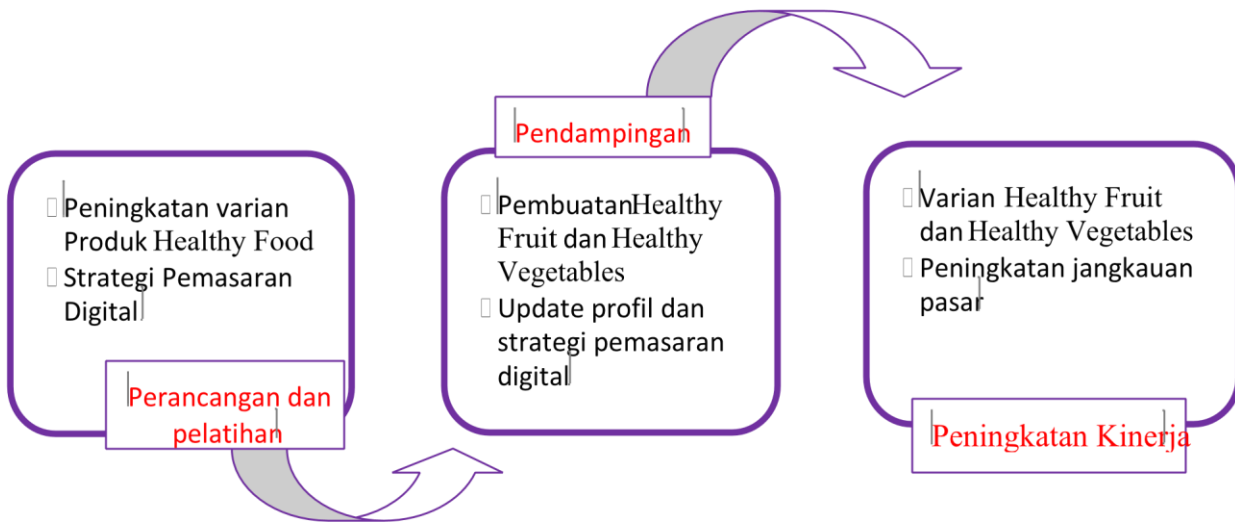 Peningkatan varian
Produk Healthy Food
Strategi Pemasaran
Digital
Perancangan dan
pelatihan
Pendampingan
PembuatanHealthy
Fruit dan Healthy
Vegetables
Update profil dan
strategi pemasaran
digital
Varian Healthy Fruit
dan Healthy Vegetables
Peningkatan jangkauan
pasar
Peningkatan Kinerja